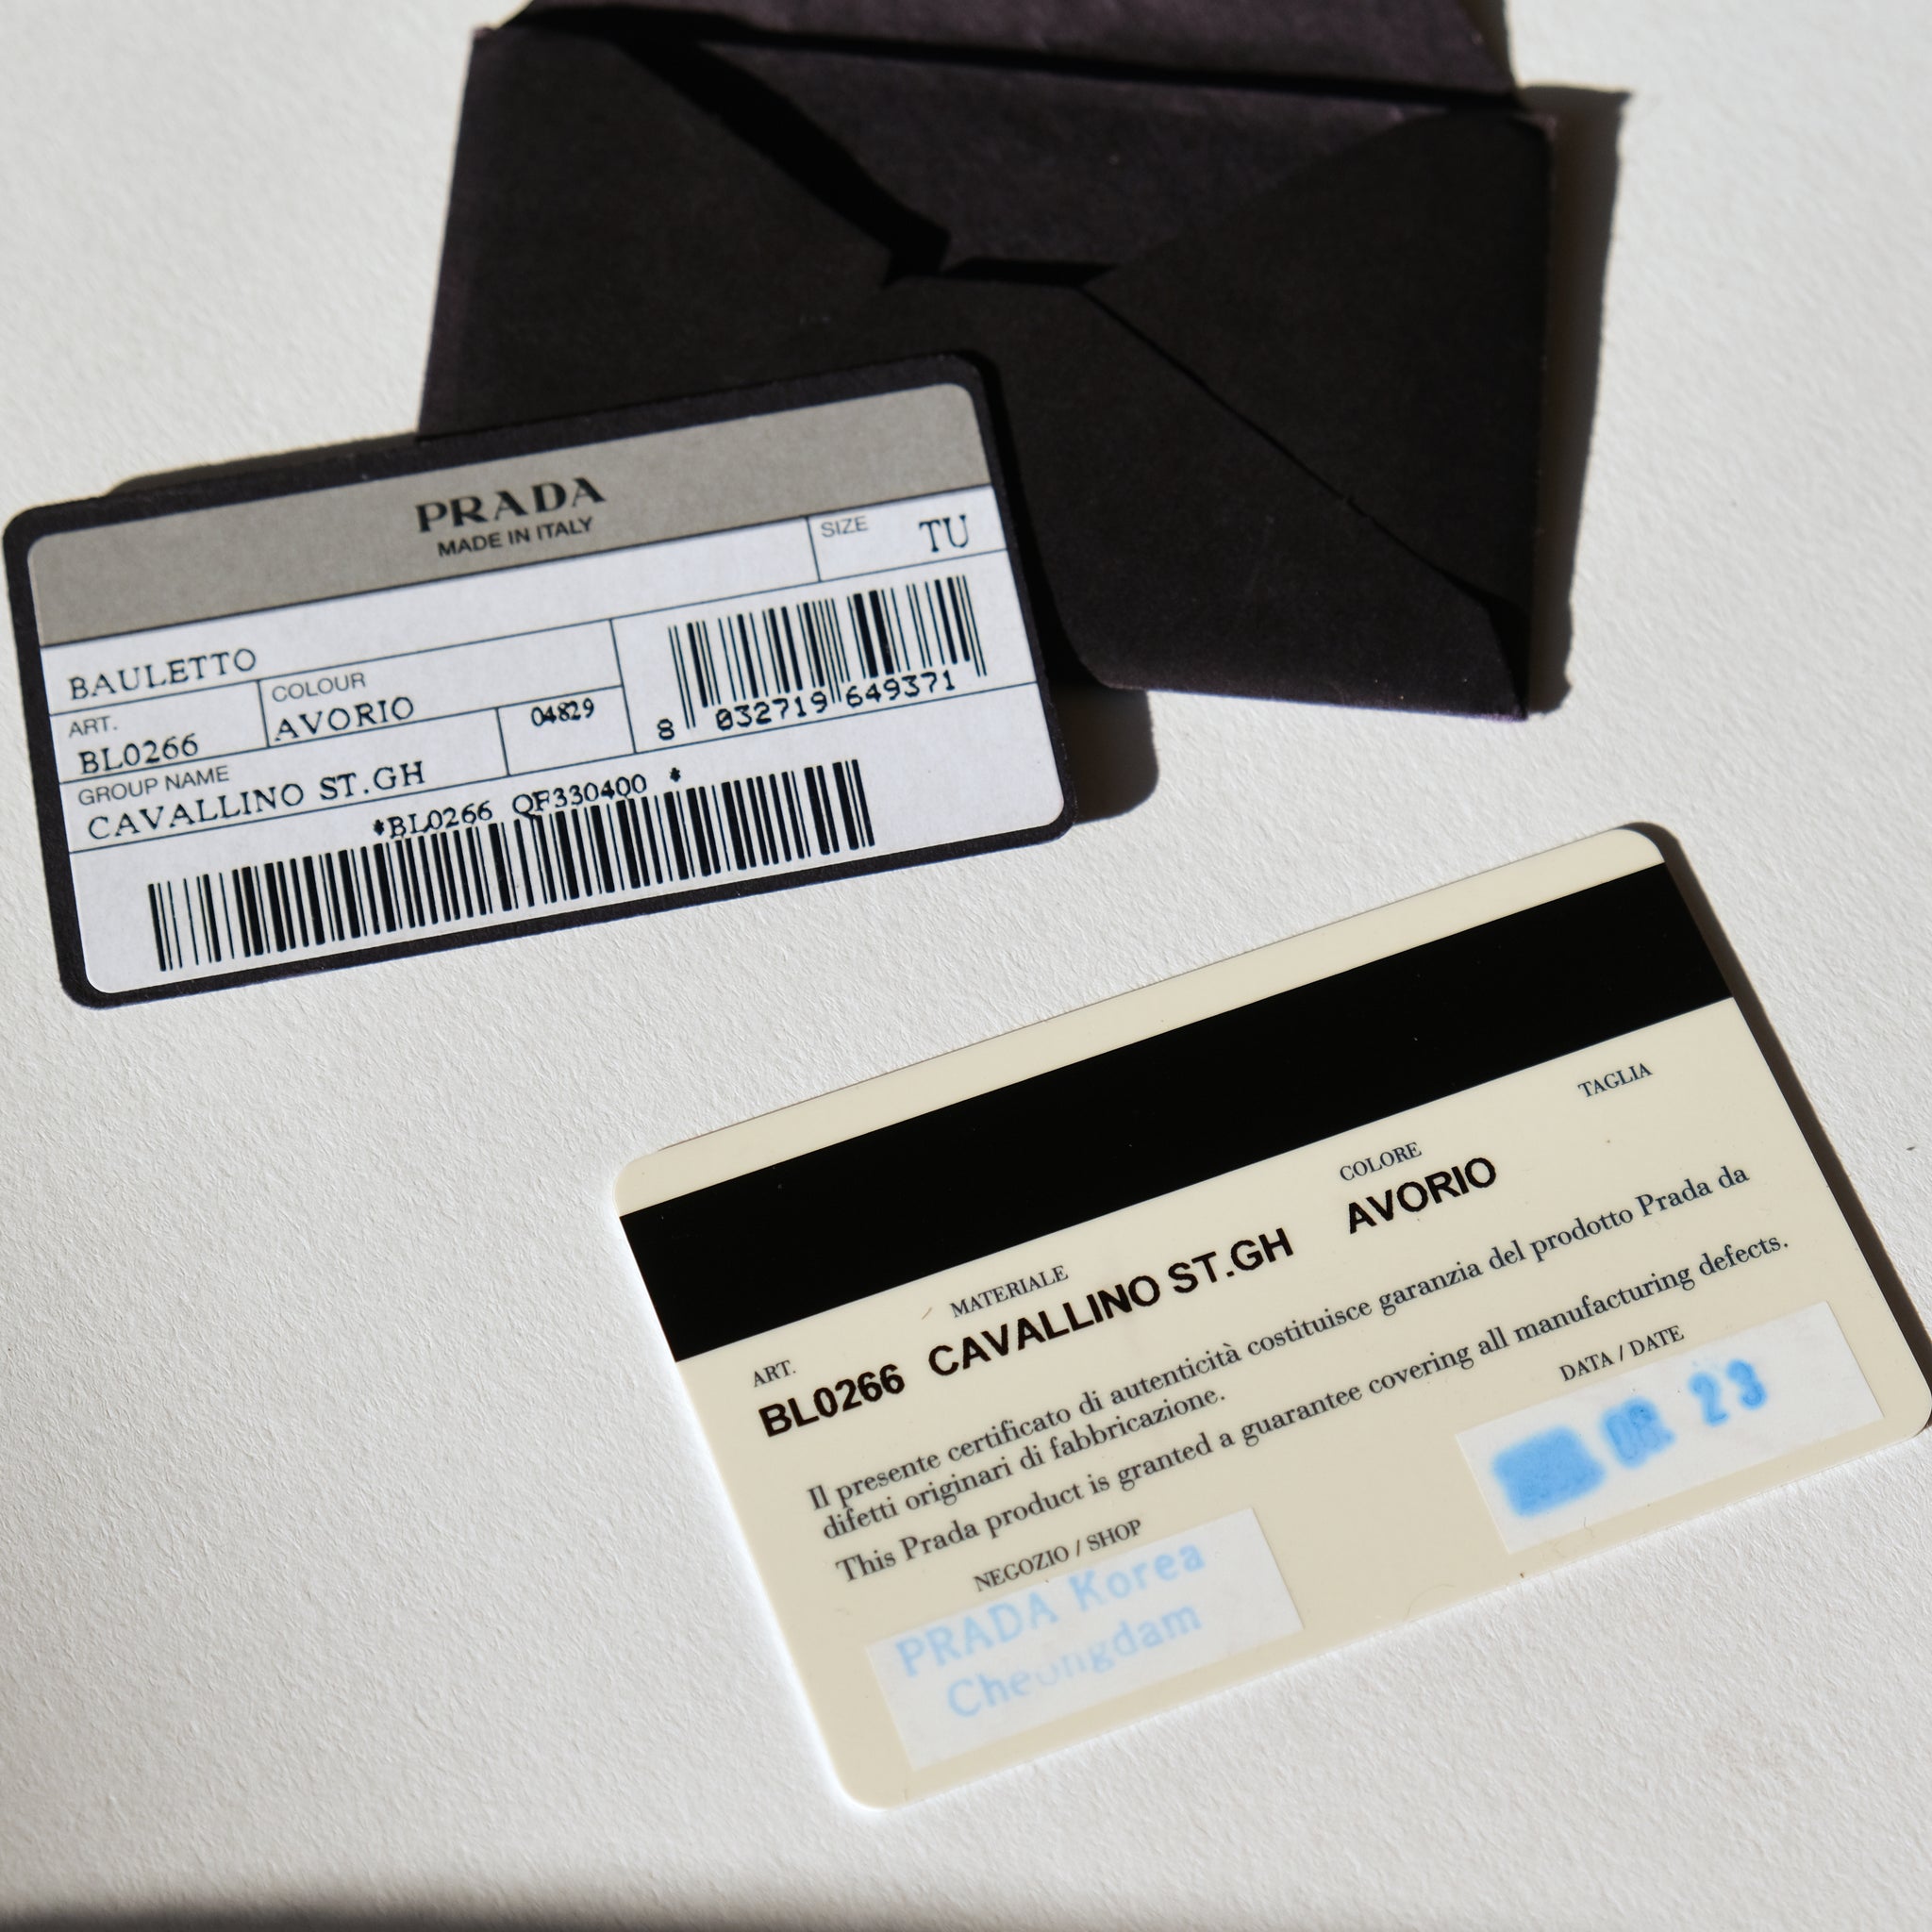 PRADA
MADE IN ITALY
SIZE
TU
BAULETTO
ART.
BL0266
COLOUR
AVORIO
04829
8 032719 649371
GROUP NAME
CAVALLINO ST.GH
*BL0266 QF330400 *
TAGLIA
COLORE
AVORIO
MATERIALE
CAVALLINO ST.GH
ART.
BL0266
Il presente certificato di autenticità costituisce garanzia del prodotto Prada da
difetti originari di fabbricazione.
This Prada product is granted a guarantee covering all manufacturing defects.
NEGOZIO / SHOP
PRADA Korea
Cheongdam
DATA / DATE
23